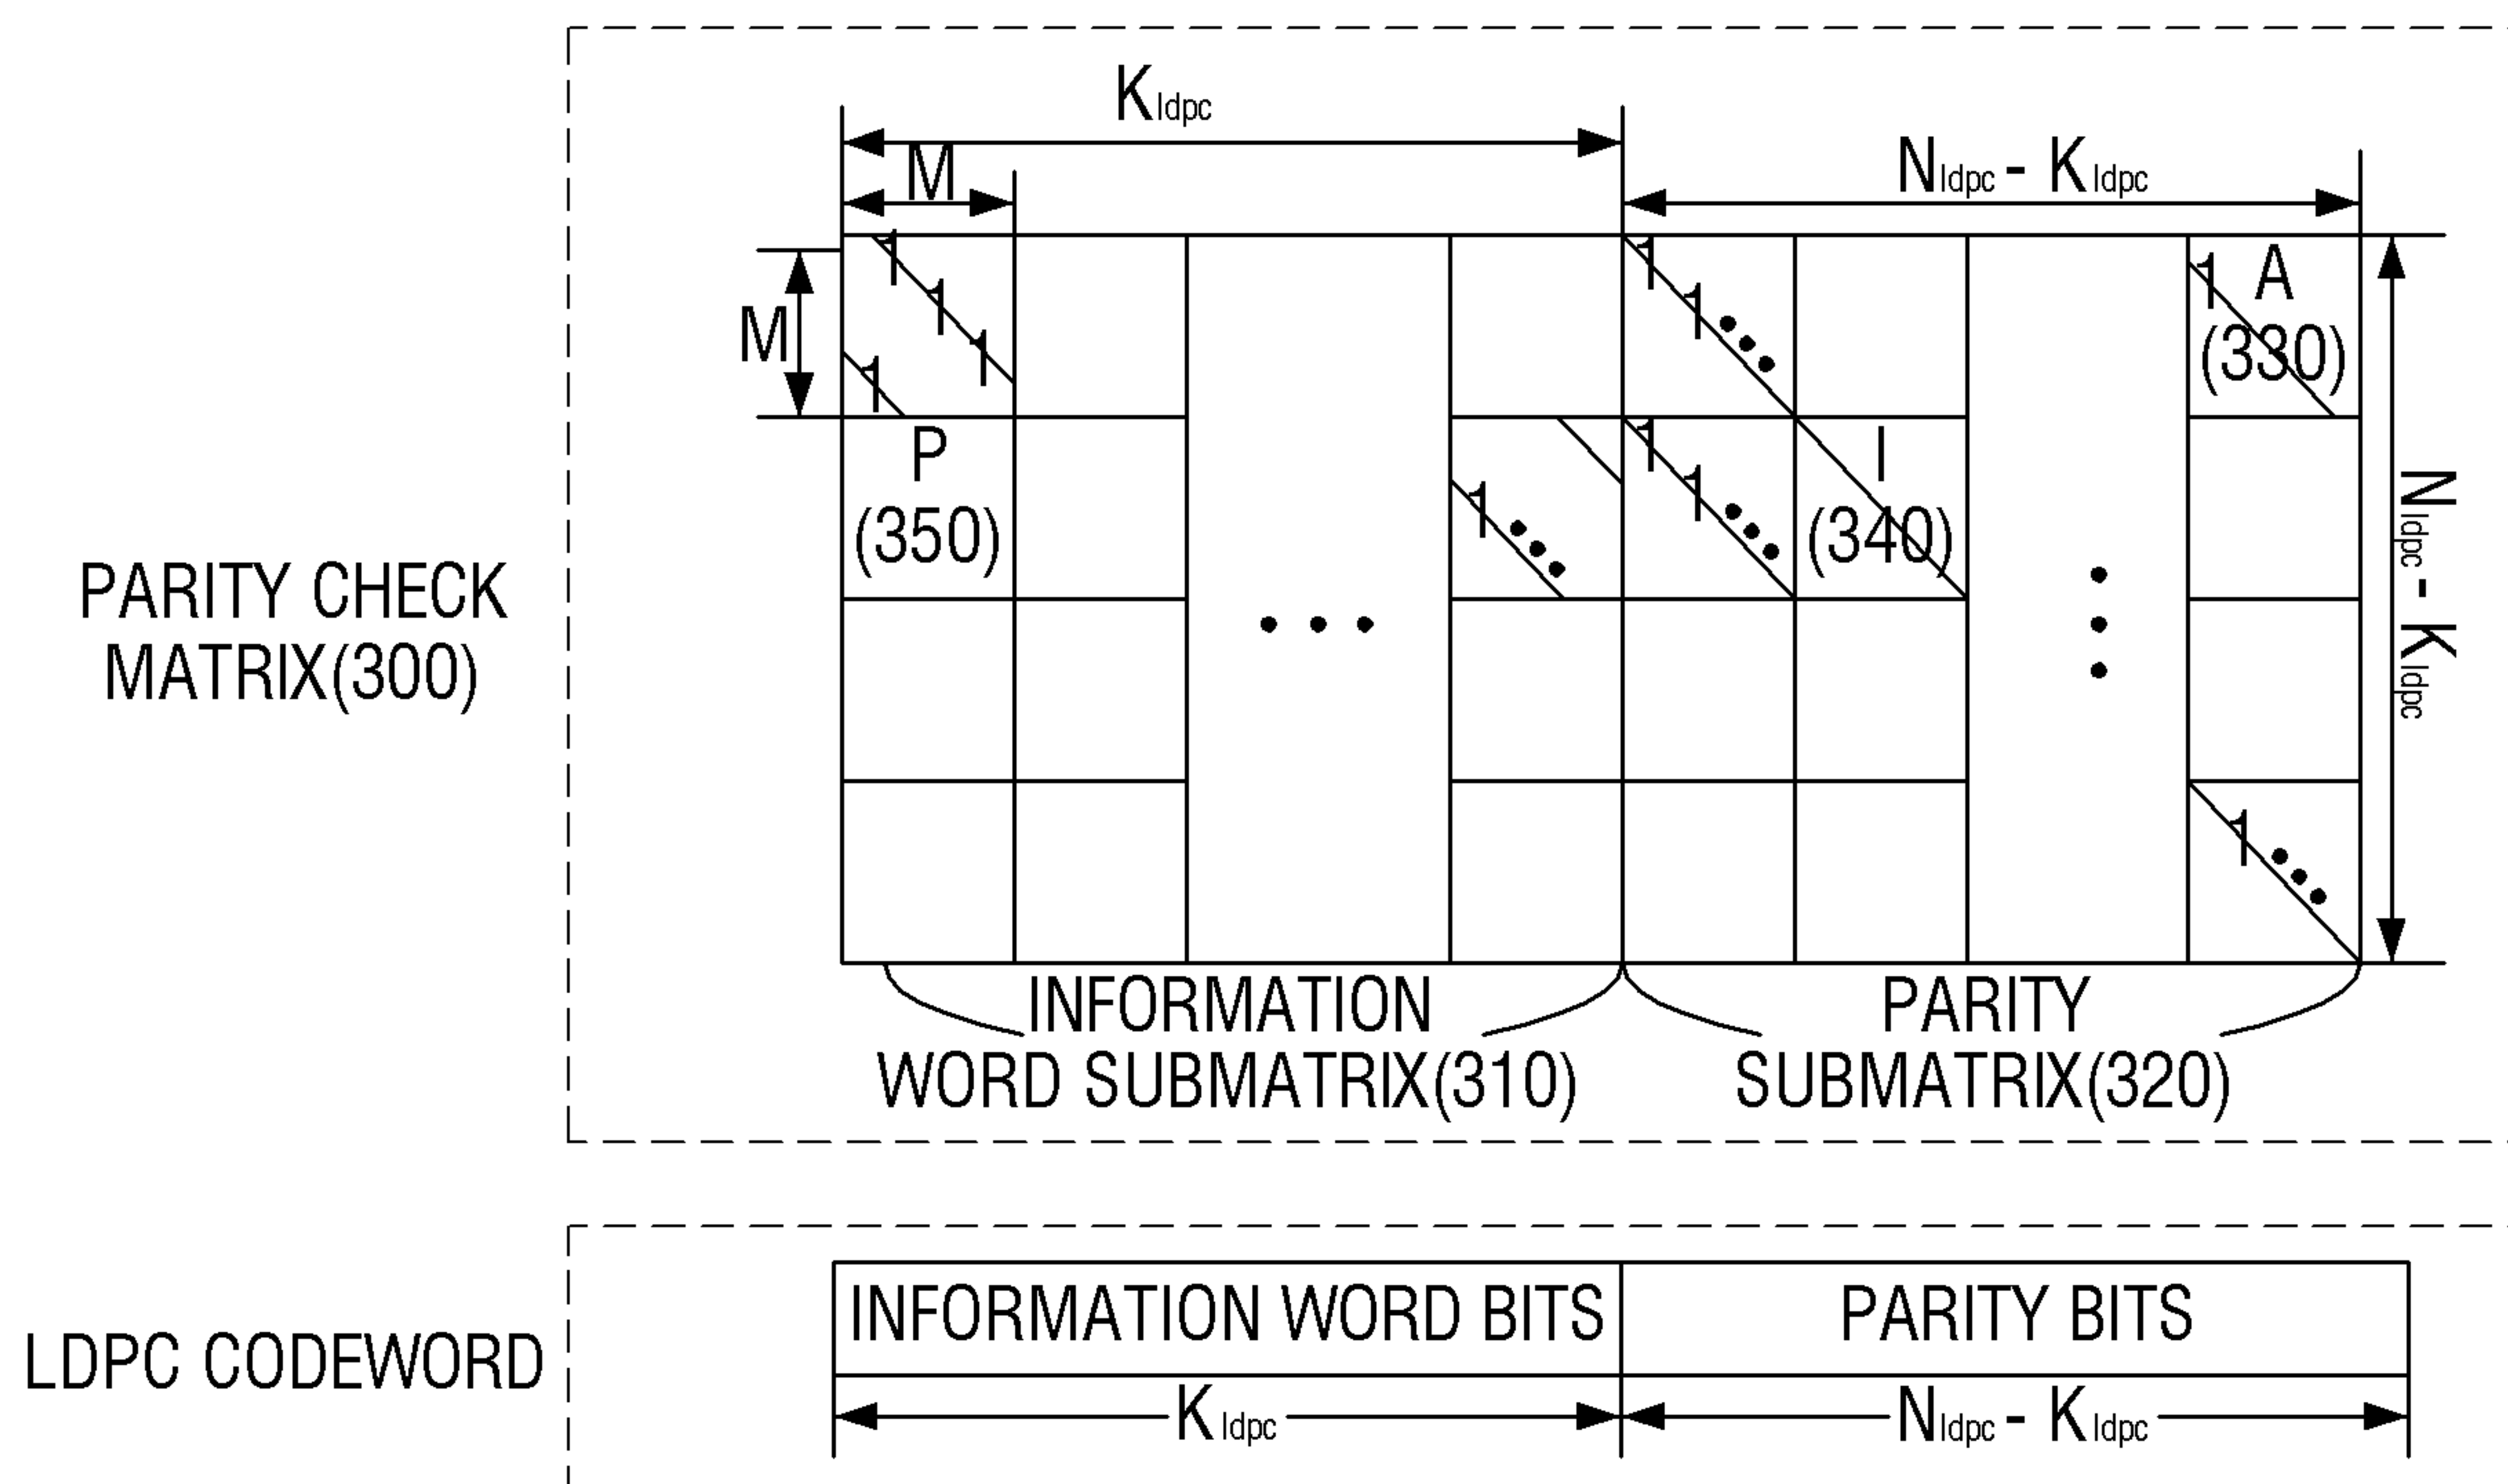 Kldpc
M
Nldpc - Kldpc
1
1
1
1
M
1
1
1
A
(330)
P
(350)
1
1
1
I
(340)
Nldpc - Kldpc
PARITY CHECK
MATRIX(300)
1
INFORMATION
WORD SUBMATRIX(310)
PARITY
SUBMATRIX(320)
LDPC CODEWORD
INFORMATION WORD BITS
PARITY BITS
Kldpc
Nldpc - Kldpc